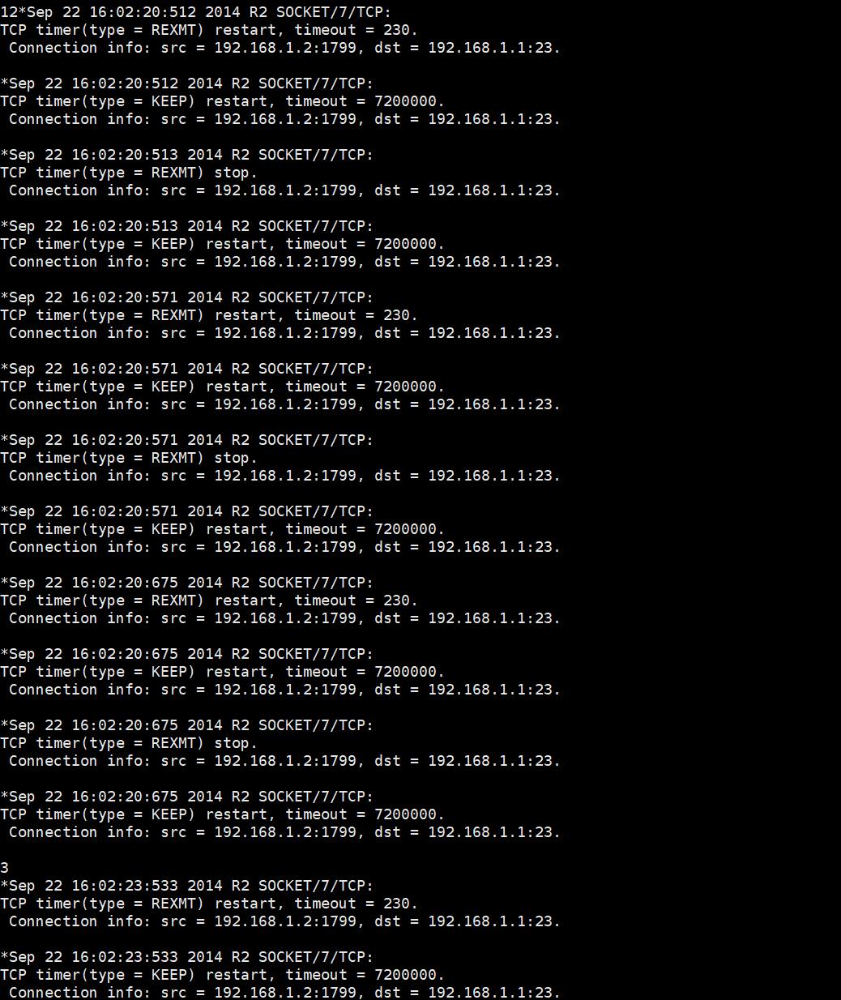 12*Sep 22 16:02:20:512 2014 R2 SOCKET/7/TCP:
TCP timer(type = REXMT) restart, timeout = 230.
Connection info: src = 192.168.1.2:1799, dst = 192.168.1.1:23.
*Sep 22 16:02:20:512 2014 R2 SOCKET/7/TCP:
TCP timer(type = KEEP) restart, timeout = 7200000.
Connection info: src = 192.168.1.2:1799, dst = 192.168.1.1:23.
*Sep 22 16:02:20:513 2014 R2 SOCKET/7/TCP:
TCP timer(type = REXMT) stop.
Connection info: src = 192.168.1.2:1799, dst = 192.168.1.1:23.
*Sep 22 16:02:20:513 2014 R2 SOCKET/7/TCP:
TCP timer(type = KEEP) restart, timeout = 7200000.
Connection info: src = 192.168.1.2:1799, dst = 192.168.1.1:23.
*Sep 22 16:02:20:571 2014 R2 SOCKET/7/TCP:
TCP timer(type = REXMT) restart, timeout = 230.
Connection info: src = 192.168.1.2:1799, dst = 192.168.1.1:23.
*Sep 22 16:02:20:571 2014 R2 SOCKET/7/TCP:
TCP timer(type = KEEP) restart, timeout = 7200000.
Connection info: src = 192.168.1.2:1799, dst = 192.168.1.1:23.
*Sep 22 16:02:20:571 2014 R2 SOCKET/7/TCP:
TCP timer(type = REXMT) stop.
Connection info: src = 192.168.1.2:1799, dst = 192.168.1.1:23.
*Sep 22 16:02:20:571 2014 R2 SOCKET/7/TCP:
TCP timer(type = KEEP) restart, timeout = 7200000.
Connection info: src = 192.168.1.2:1799, dst = 192.168.1.1:23.
*Sep 22 16:02:20:675 2014 R2 SOCKET/7/TCP:
TCP timer(type = REXMT) restart, timeout = 230.
Connection info: src = 192.168.1.2:1799, dst = 192.168.1.1:23.
*Sep 22 16:02:20:675 2014 R2 SOCKET/7/TCP:
TCP timer(type = KEEP) restart, timeout = 7200000.
Connection info: src = 192.168.1.2:1799, dst = 192.168.1.1:23.
*Sep 22 16:02:20:675 2014 R2 SOCKET/7/TCP:
TCP timer(type = REXMT) stop.
Connection info: src = 192.168.1.2:1799, dst = 192.168.1.1:23.
*Sep 22 16:02:20:675 2014 R2 SOCKET/7/TCP:
TCP timer(type = KEEP) restart, timeout = 7200000.
Connection info: src = 192.168.1.2:1799, dst = 192.168.1.1:23.
3
*Sep 22 16:02:23:533 2014 R2 SOCKET/7/TCP:
TCP timer(type = REXMT) restart, timeout = 230.
Connection info: src = 192.168.1.2:1799, dst = 192.168.1.1:23.
*Sep 22 16:02:23:533 2014 R2 SOCKET/7/TCP:
TCP timer(type = KEEP) restart, timeout = 7200000.
Connection info: src = 192.168.1.2:1799, dst = 192.168.1.1:23.